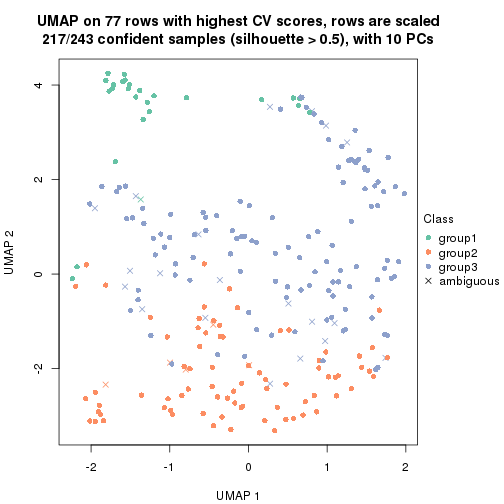 UMAP on 77 rows with highest CV scores, rows are scaled
217/243 confident samples (silhouette > 0.5), with 10 PCs
UMAP 2
4
2
0
-2
-2
-1
0
1
2
UMAP 1
Class
group1
group2
group3
ambiguous